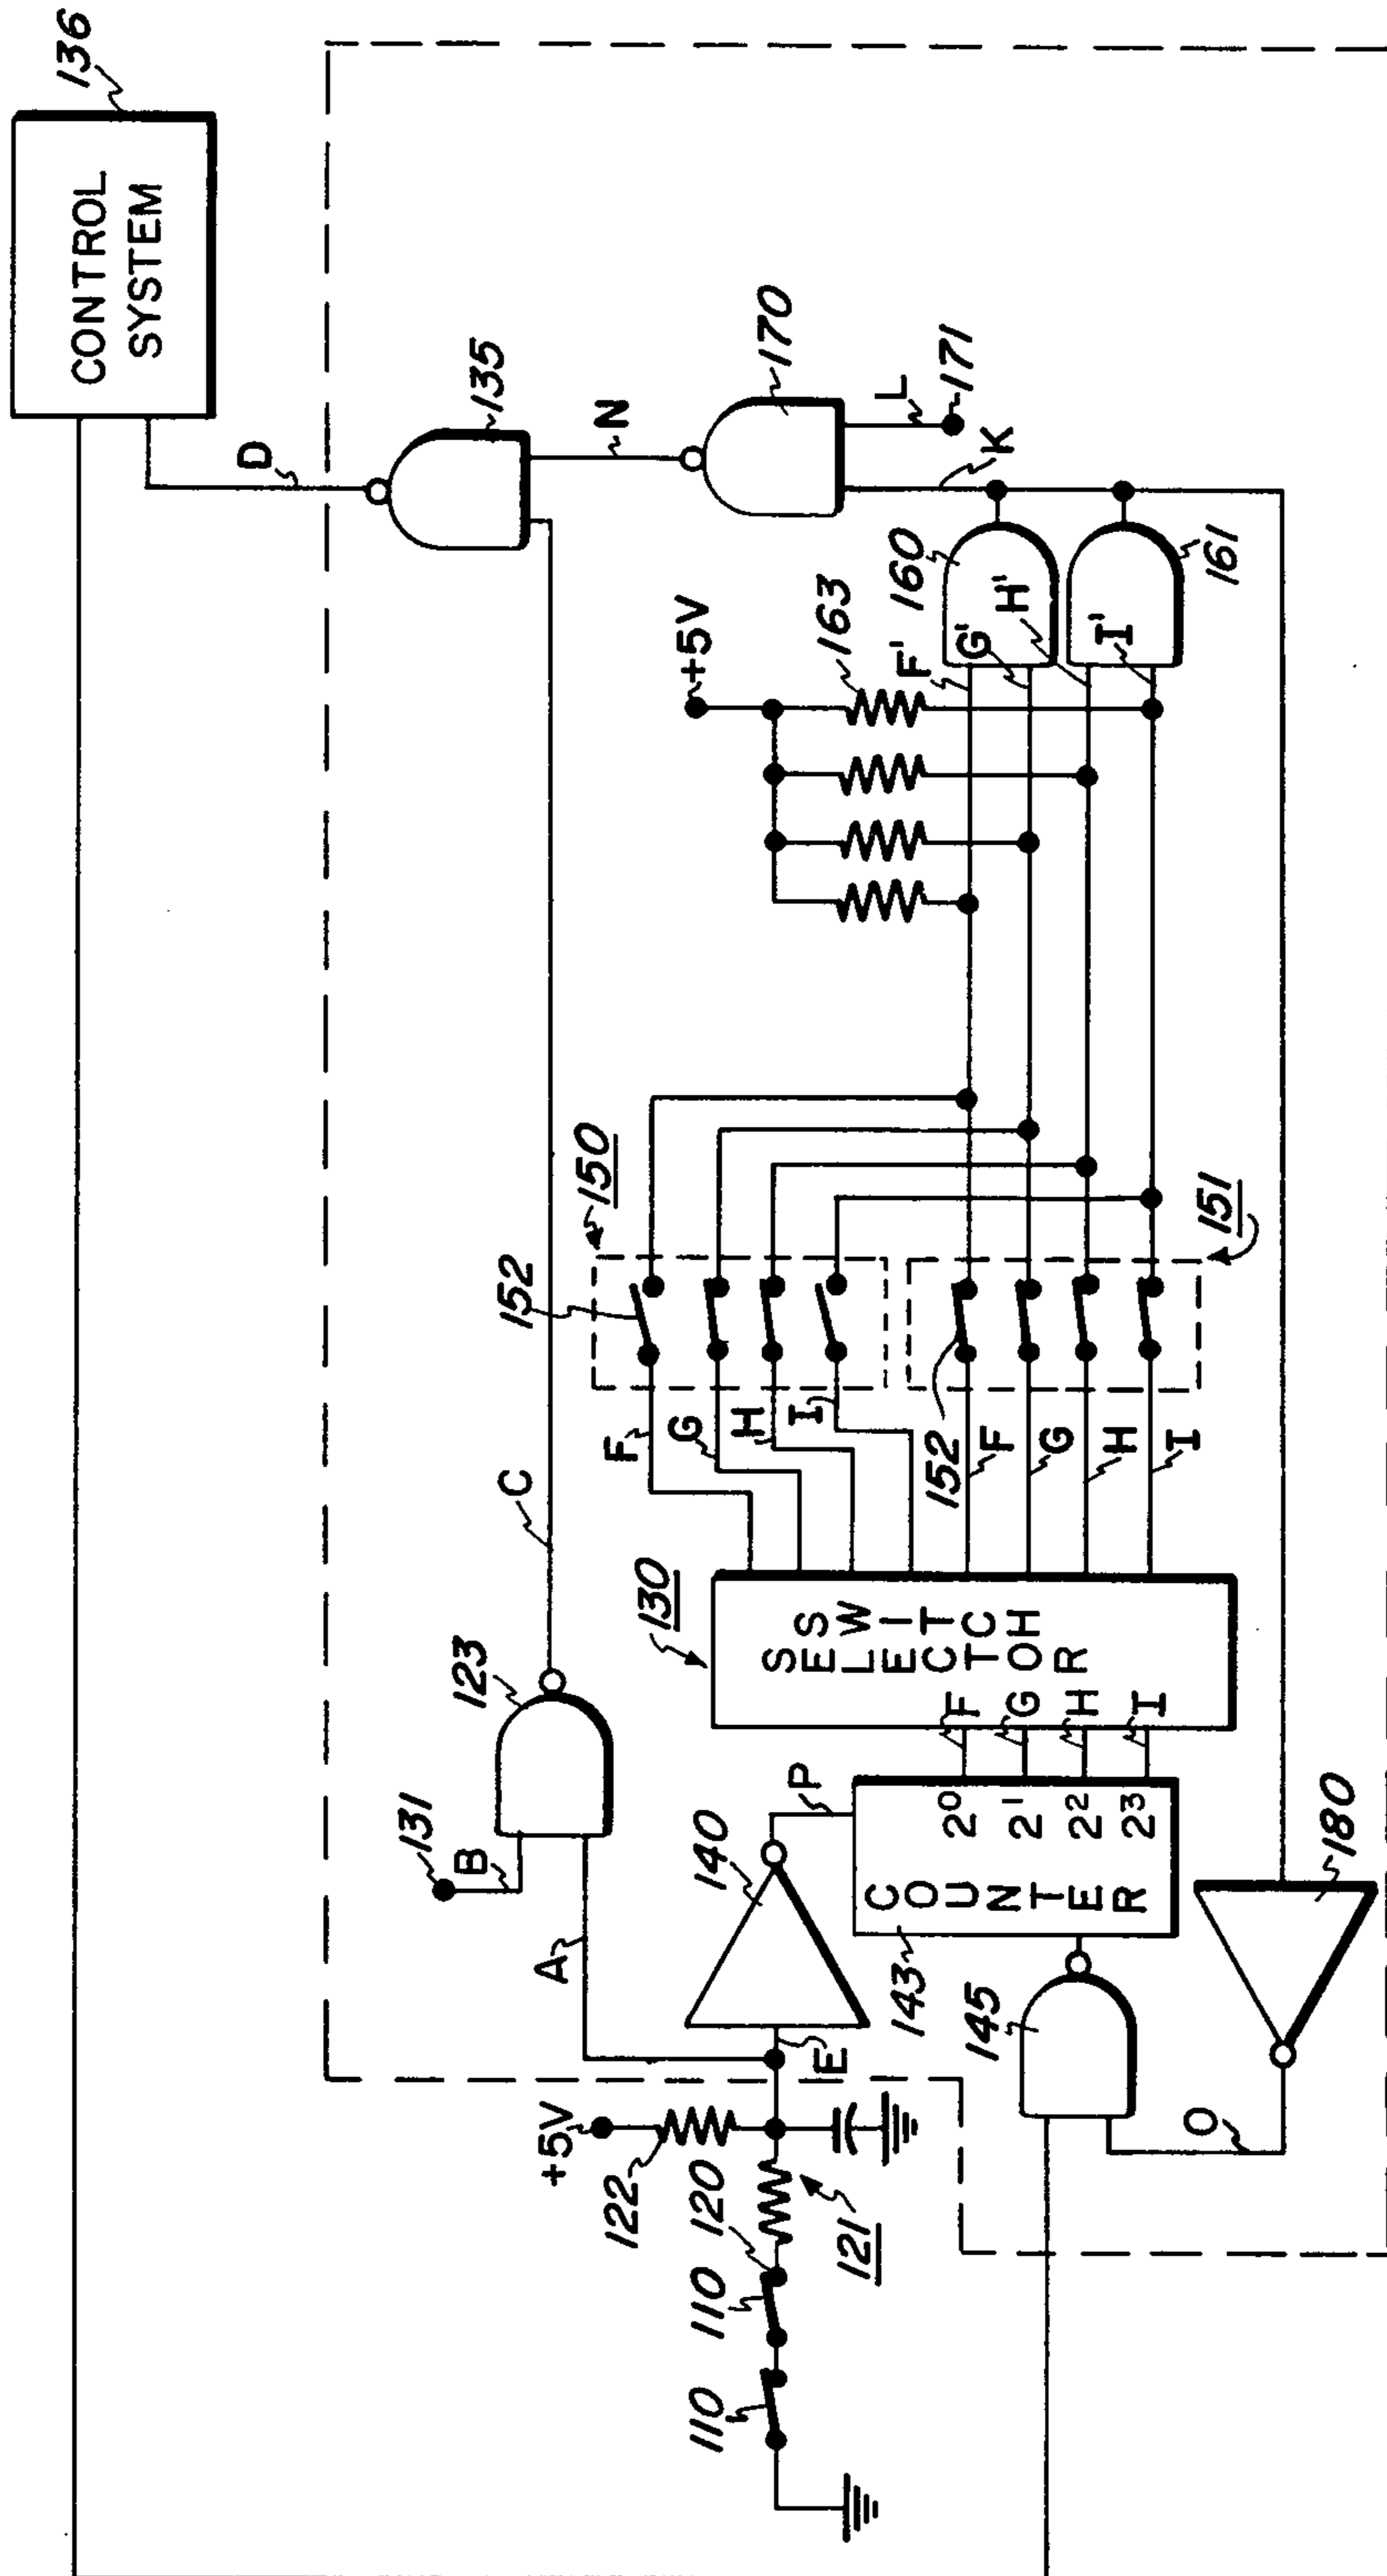 CONTROL
SYSTEM
136
D
135
N
170
L
171
K
160
161
F'
G'
H'
I'
+5V
163
C
123
131
B
A
150
152
F
G
H
I
151
152
F
G
H
I
130
SELECTOR
SWITCH
F
G
H
I
140
P
E
COUNTER
2⁰
2¹
2²
2³
143
145
180
O
+5V
122
120
121
110
110